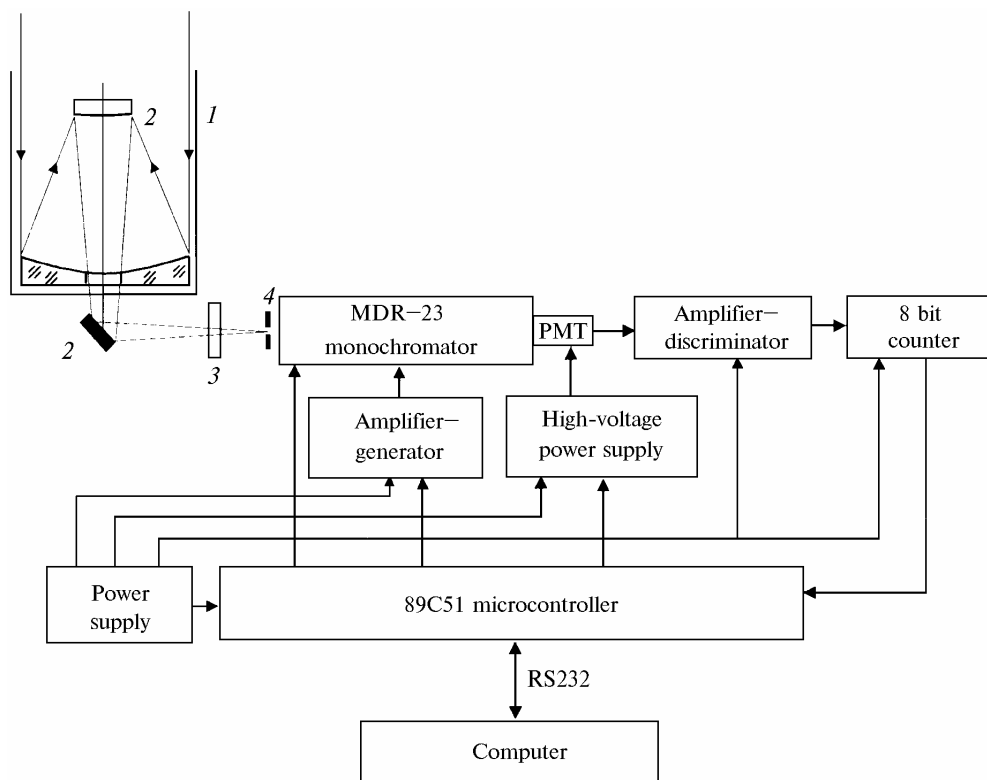 2
1
4
2
3
MDR−23
monochromator
PMT
Amplifier−
discriminator
8 bit
counter
Amplifier−
generator
High-voltage
power supply
Power
supply
89C51 microcontroller
RS232
Computer